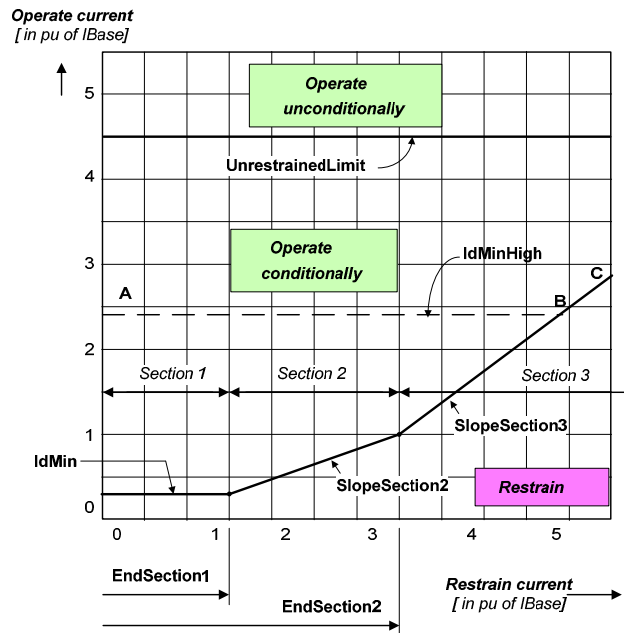 Operate current
[ in pu of IBase]
5
Operate
unconditionally
UnrestrainedLimit
4
Operate
conditionally
3
IdMinHigh
A
B
C
2
Section 1
Section 2
Section 3
1
SlopeSection3
IdMin
SlopeSection2
Restrain
0
0 1 2 3 4 5
EndSection1
Restrain current
[ in pu of IBase]
EndSection2